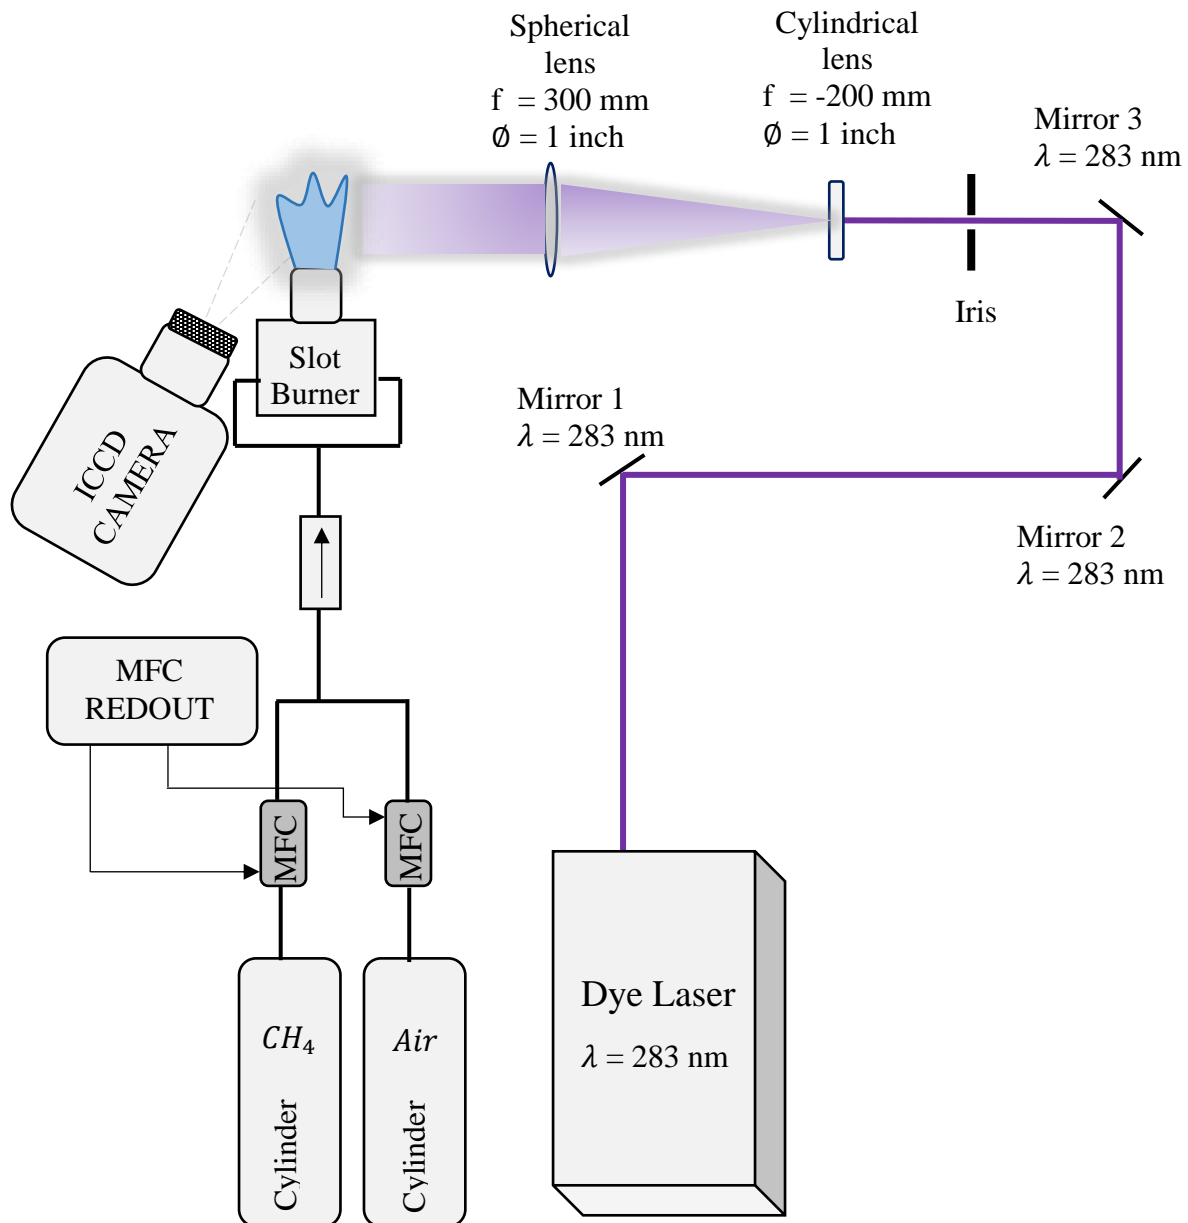 Spherical
lens
f = 300 mm
∅ = 1 inch
Cylindrical
lens
f = -200 mm
∅ = 1 inch
Mirror 3
λ = 283 nm
Iris
Slot
Burner
Mirror 1
λ = 283 nm
ICCD
CAMERA
Mirror 2
λ = 283 nm
MFC
REDOUT
MFC
MFC
CH₄
Cylinder
Air
Cylinder
Dye Laser
λ = 283 nm